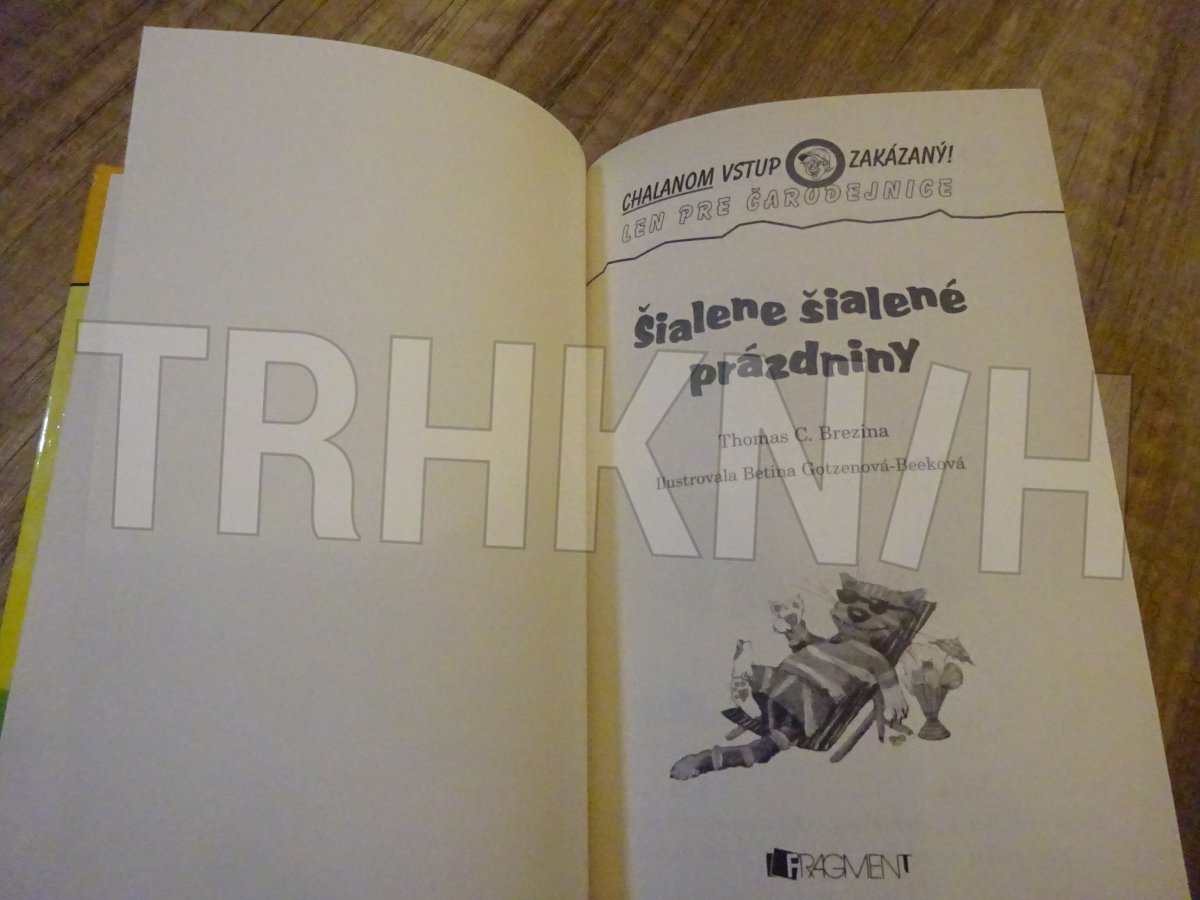 CHALANOM VSTUP ZAKÁZANÝ!
LEN PRE ČARODEJNICE
Šialene šialené
prázdniny
Thomas C. Brezina
Ilustrovala Betina Gotzenová-Beeková
FRAGMENT
TRHKNIH